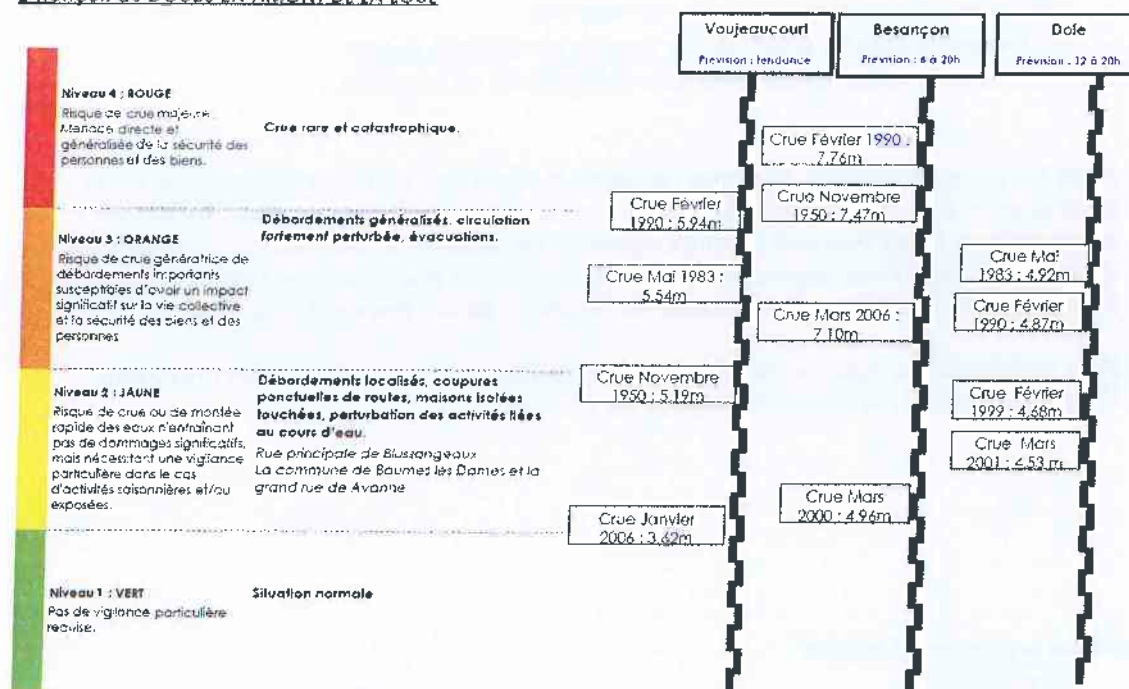 DOUBS EN AMONT DE LA LOUE
Voujeaucourt
Prévision : tendance
Besançon
Prévision : 6 à 20h
Dole
Prévision : 12 à 20h
Niveau 4 : ROUGE
Risque de crue majeure.
Menace directe et
généralisée de la sécurité des
personnes et des biens.
Crue rare et catastrophique.
Niveau 3 : ORANGE
Risque de crue génératrice de
débordements importants
susceptibles d'avoir un impact
significatif sur la vie collective
et la sécurité des biens et des
personnes
Débordements généralisés, circulation
fortement perturbée, évacuations.
Niveau 2 : JAUNE
Risque de crue ou de montée
rapide des eaux n'entraînant
pas de dommages significatifs,
mais nécessitant une vigilance
particulière dans le cas
d'activités saisonnières et/ou
exposées.
Débordements localisés, coupures
ponctuelles de routes, maisons isolées
touchées, perturbation des activités liées
au cours d'eau.
Rue principale de Blussangeaux
La commune de Baumes les Dames et la
grand rue de Avanne
Niveau 1 : VERT
Pas de vigilance particulière
requise.
Situation normale
Crue Février
1990 : 5.94m
Crue Mai 1983 :
5.54m
Crue Novembre
1950 : 5.19m
Crue Janvier
2006 : 3.62m
Crue Février 1990 :
7.76m
Crue Novembre
1950 : 7.47m
Crue Mars 2006 :
7.10m
Crue Mars
2000 : 4.96m
Crue Mai
1983 : 4.92m
Crue Février
1990 : 4.87m
Crue Février
1999 : 4.68m
Crue Mars
2001 : 4.53 m